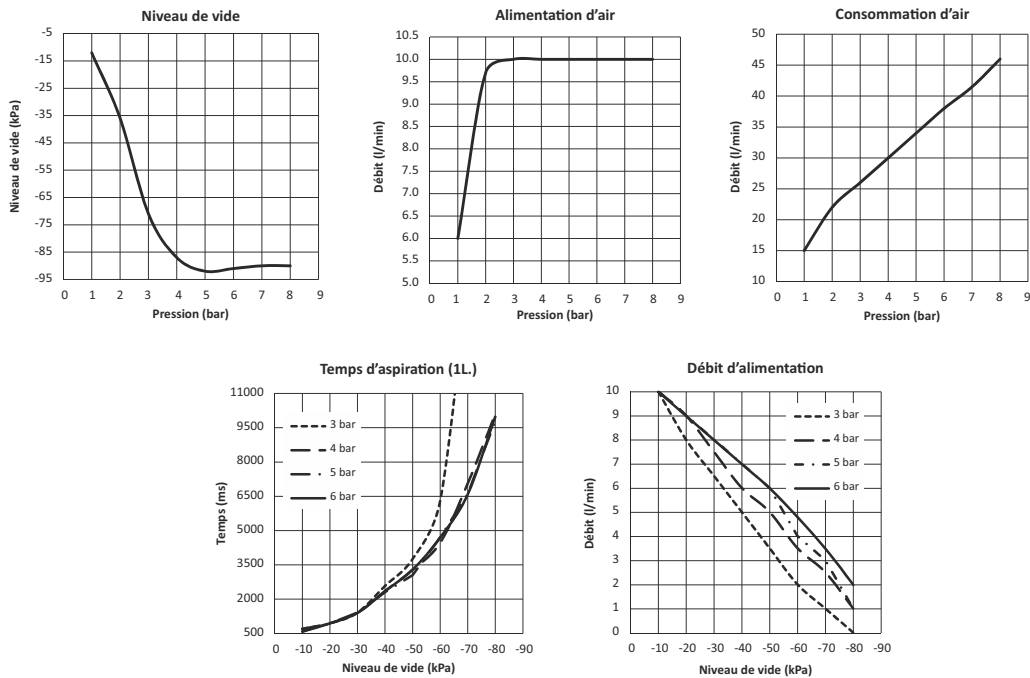 Niveau de vide
Niveau de vide (kPa)
-5
-15
-25
-35
-45
-55
-65
-75
-85
-95
0 1 2 3 4 5 6 7 8 9
Pression (bar)
Alimentation d'air
Débit (l/min)
10.5
10.0
9.5
9.0
8.5
8.0
7.5
7.0
6.5
6.0
5.5
5.0
0 1 2 3 4 5 6 7 8 9
Pression (bar)
Consommation d'air
Débit (l/min)
50
45
40
35
30
25
20
15
10
0 1 2 3 4 5 6 7 8 9
Pression (bar)
Temps d'aspiration (1L.)
Temps (ms)
11000
9500
8000
6500
5000
3500
2000
500
3 bar
4 bar
5 bar
6 bar
0 -10 -20 -30 -40 -50 -60 -70 -80 -90
Niveau de vide (kPa)
Débit d'alimentation
Débit (l/min)
10
9
8
7
6
5
4
3
2
1
0
3 bar
4 bar
5 bar
6 bar
0 -10 -20 -30 -40 -50 -60 -70 -80 -90
Niveau de vide (kPa)